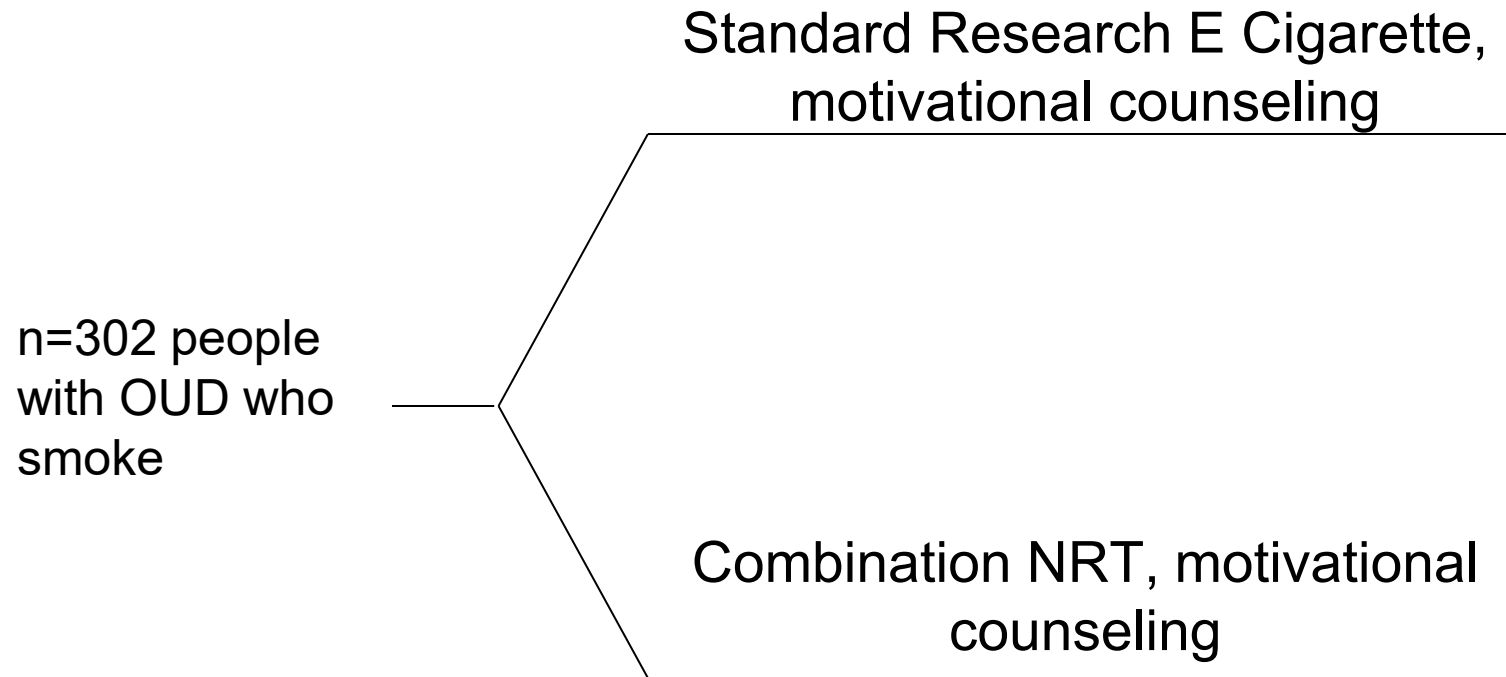 Standard Research E Cigarette,
motivational counseling
n=302 people
with OUD who
smoke
Combination NRT, motivational
counseling